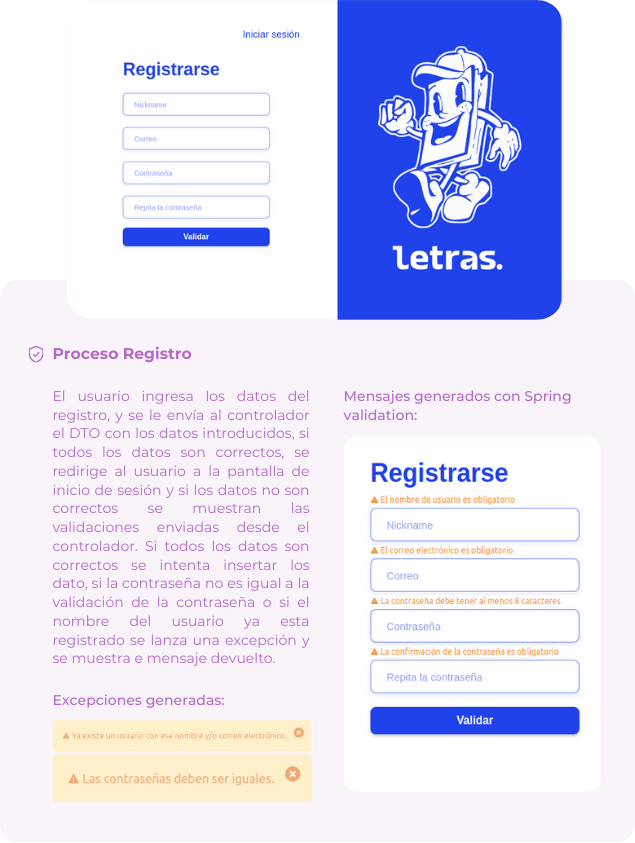 Iniciar sesión
Registrarse
Nickname
Correo
Contraseña
Repita la contraseña
Validar
letras.
Proceso Registro
El usuario ingresa los datos del
registro, y se le envía al controlador
el DTO con los datos introducidos, si
todos los datos son correctos, se
redirige al usuario a la pantalla de
inicio de sesión y si los datos no son
correctos se muestran las
validaciones enviadas desde el
controlador. Si todos los datos son
correctos se intenta insertar los
dato, si la contraseña no es igual a la
validación de la contraseña o si el
nombre del usuario ya esta
registrado se lanza una excepción y
se muestra e mensaje devuelto.
Excepciones generadas:
Ya existe un usuario con ese nombre y/o correo electrónico.
Las contraseñas deben ser iguales.
Mensajes generados con Spring
validation:
Registrarse
El nombre de usuario es obligatorio
Nickname
El correo electrónico es obligatorio
Correo
La contraseña debe tener al menos 8 caracteres
Contraseña
La confirmación de la contraseña es obligatorio
Repita la contraseña
Validar